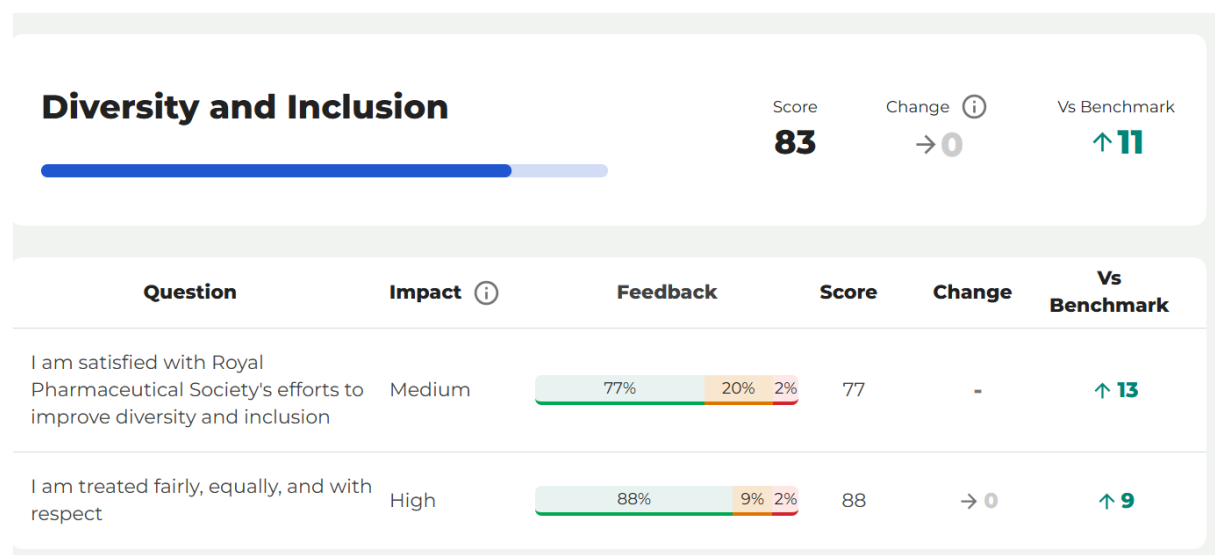 Diversity and Inclusion
Score
83
Change
→0
Vs Benchmark
↑11
Question
Impact
Feedback
Score
Change
Vs
Benchmark
I am satisfied with Royal
Pharmaceutical Society's efforts to
improve diversity and inclusion
Medium
77% 20% 2%
77
-
↑ 13
I am treated fairly, equally, and with
respect
High
88% 9% 2%
88
→ 0
↑ 9